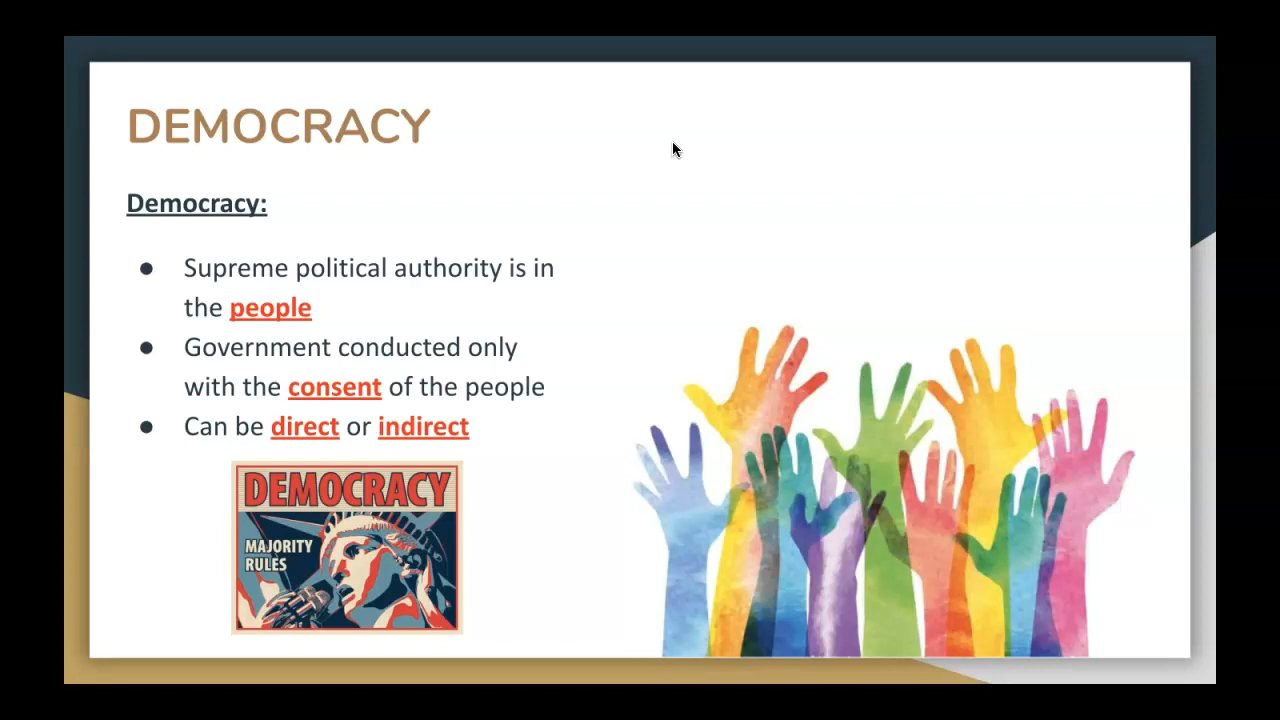 DEMOCRACY
Democracy:
● Supreme political authority is in
the people
● Government conducted only
with the consent of the people
● Can be direct or indirect
DEMOCRACY
MAJORITY
RULES